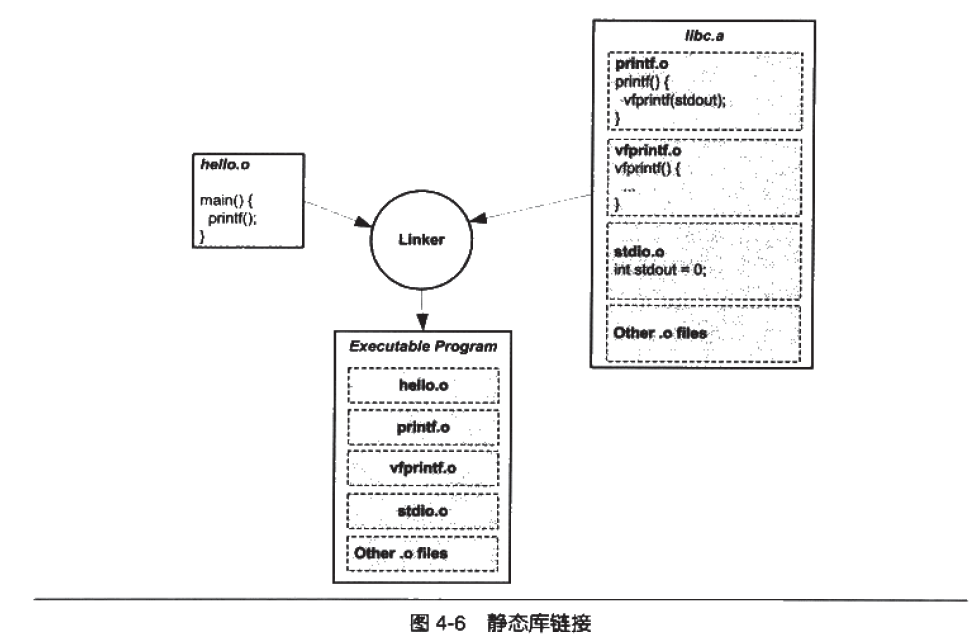 libc.a
printf.o
printf() {
vfprintf(stdout);
}
vfprintf.o
vfprintf() {
...
}
stdio.o
int stdout = 0;
Other .o files
hello.o
main() {
printf();
}
Linker
Executable Program
hello.o
printf.o
vfprintf.o
stdio.o
Other .o files
图 4-6 静态库链接